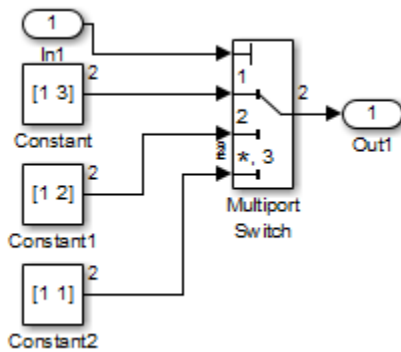 1
In1
2
[1 3]
Constant
1
2
*, 3
2
1
Out1
2
[1 2]
Constant1
Multiport
Switch
2
[1 1]
Constant2